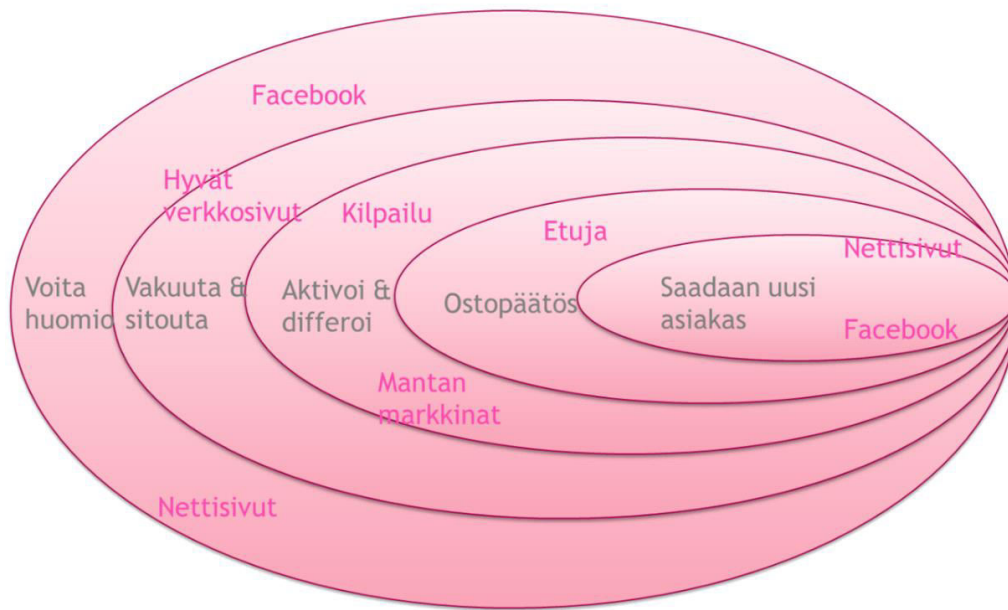 Facebook
Hyvät
verkkosivut
Kilpailu
Etuja
Nettisivut
Voita
huomio
Vakuuta &
sitouta
Aktivoi &
differoi
Ostopäätös
Saadaan uusi
asiakas
Facebook
Mantan
markkinat
Nettisivut